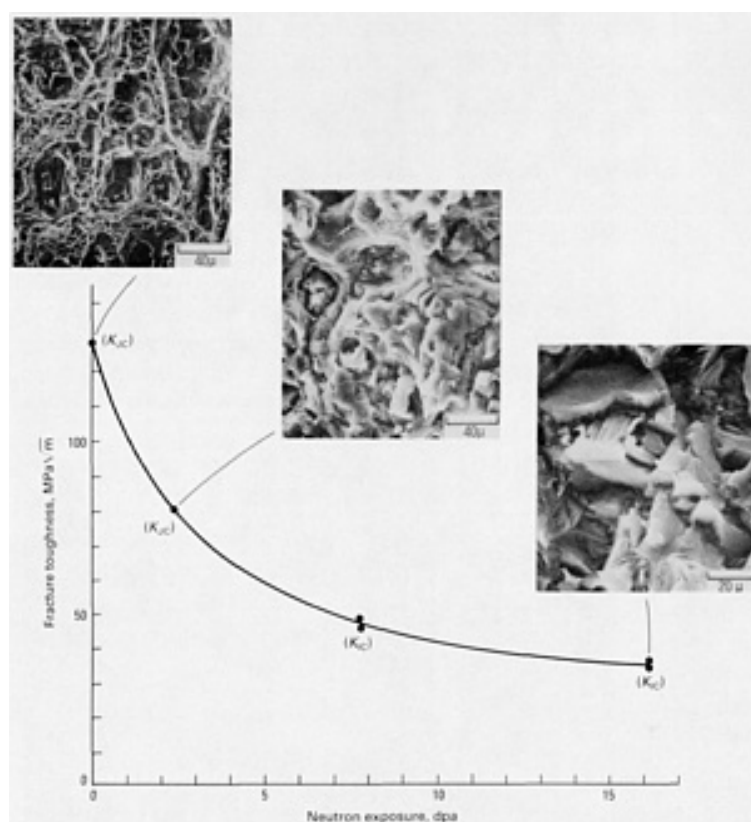 40μ
40μ
20 μ
(K_JC)
100
(K_JC)
50
(K_IC)
(K_IC)
0
0
5
10
15
Fracture toughness, MPa√m
Neutron exposure, dpa